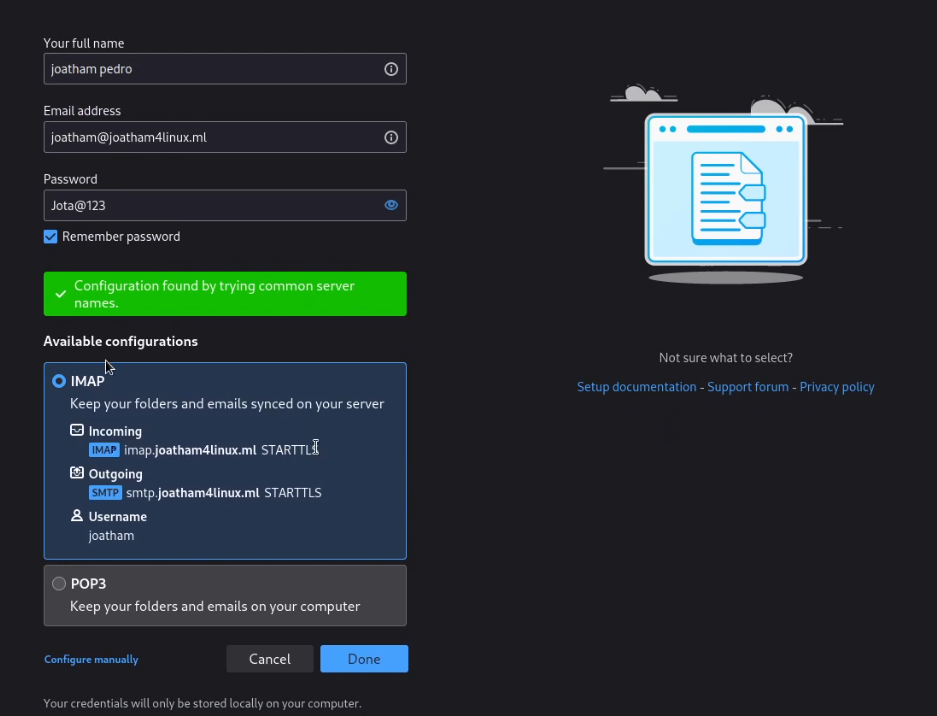 Your full name
joatham pedro
Email address
joatham@joatham4linux.ml
Password
Jota@123
Remember password
Configuration found by trying common server
names.
Available configurations
IMAP
Keep your folders and emails synced on your server
Incoming
IMAP imap.joatham4linux.ml STARTTLS
Outgoing
SMTP smtp.joatham4linux.ml STARTTLS
Username
joatham
POP3
Keep your folders and emails on your computer
Configure manually
Cancel
Done
Your credentials will only be stored locally on your computer.
Not sure what to select?
Setup documentation - Support forum - Privacy policy